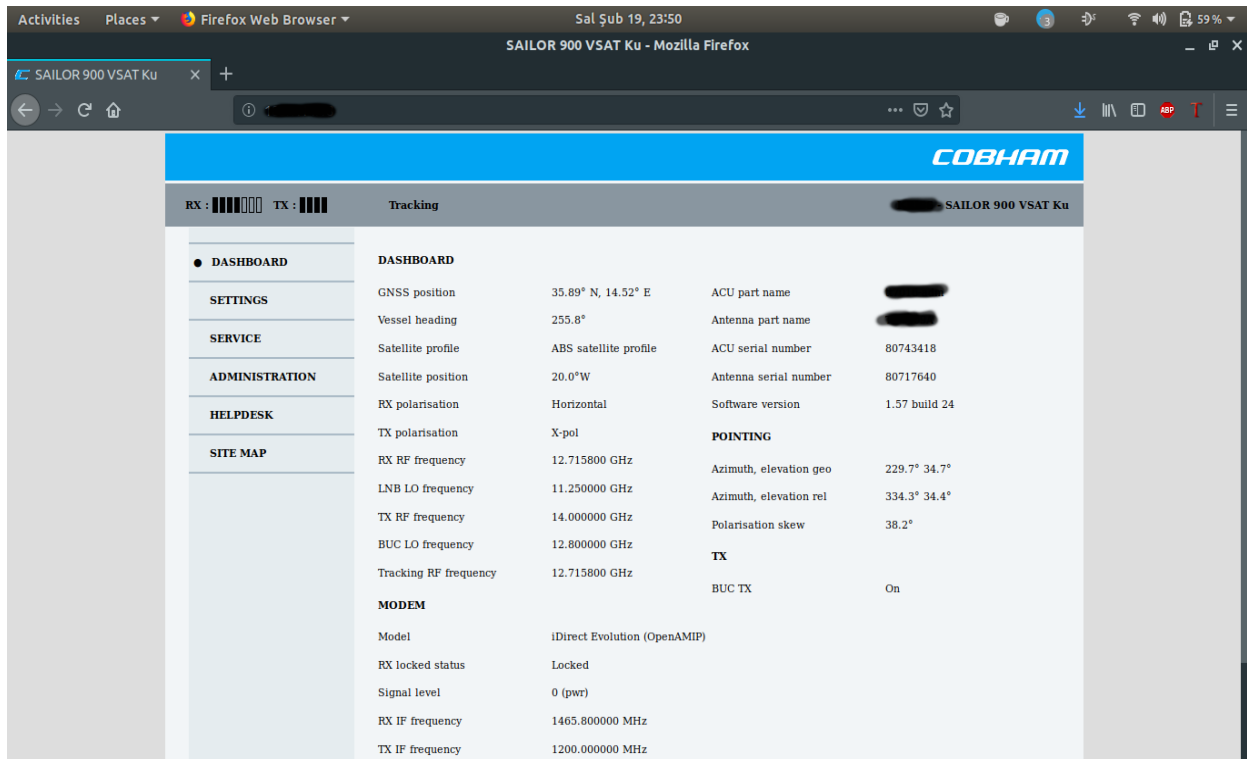 Activities Places Firefox Web Browser Sal Şub 19, 23:50 3 59 %
SAILOR 900 VSAT Ku - Mozilla Firefox
SAILOR 900 VSAT Ku
ABP T
COBHAM
RX : TX : Tracking SAILOR 900 VSAT Ku
DASHBOARD
SETTINGS
SERVICE
ADMINISTRATION
HELPDESK
SITE MAP
DASHBOARD
GNSS position 35.89° N, 14.52° E
Vessel heading 255.8°
Satellite profile ABS satellite profile
Satellite position 20.0°W
RX polarisation Horizontal
TX polarisation X-pol
RX RF frequency 12.715800 GHz
LNB LO frequency 11.250000 GHz
TX RF frequency 14.000000 GHz
BUC LO frequency 12.800000 GHz
Tracking RF frequency 12.715800 GHz
MODEM
Model iDirect Evolution (OpenAMIP)
RX locked status Locked
Signal level 0 (pwr)
RX IF frequency 1465.800000 MHz
TX IF frequency 1200.000000 MHz
ACU part name
Antenna part name
ACU serial number 80743418
Antenna serial number 80717640
Software version 1.57 build 24
POINTING
Azimuth, elevation geo 229.7° 34.7°
Azimuth, elevation rel 334.3° 34.4°
Polarisation skew 38.2°
TX
BUC TX On